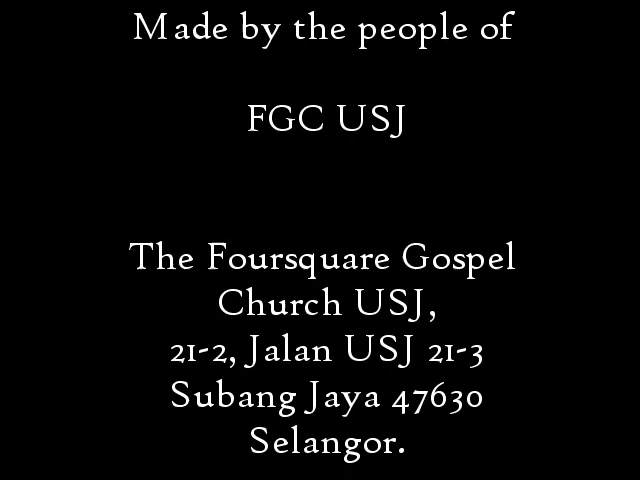 Made by the people of
FGC USJ
The Foursquare Gospel
Church USJ,
21-2, Jalan USJ 21-3
Subang Jaya 47630
Selangor.